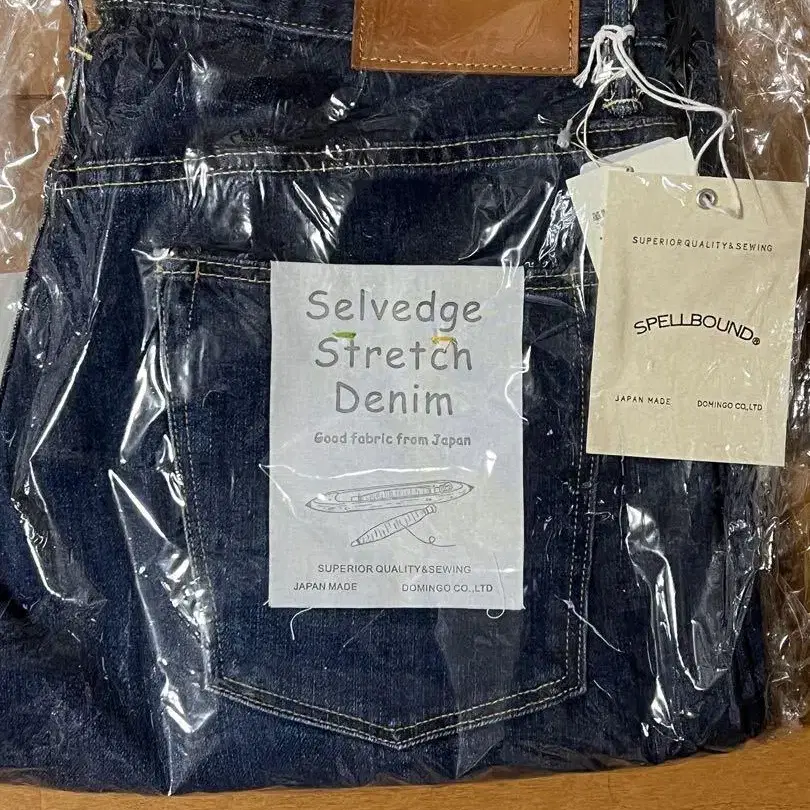 Selvedge
Stretch
Denim
Good fabric from Japan
SUPERIOR QUALITY&SEWING
JAPAN MADE DOMINGO CO.,LTD
SUPERIOR QUALITY & SEWING
SPELLBOUND®
JAPAN MADE DOMINGO CO.,LTD